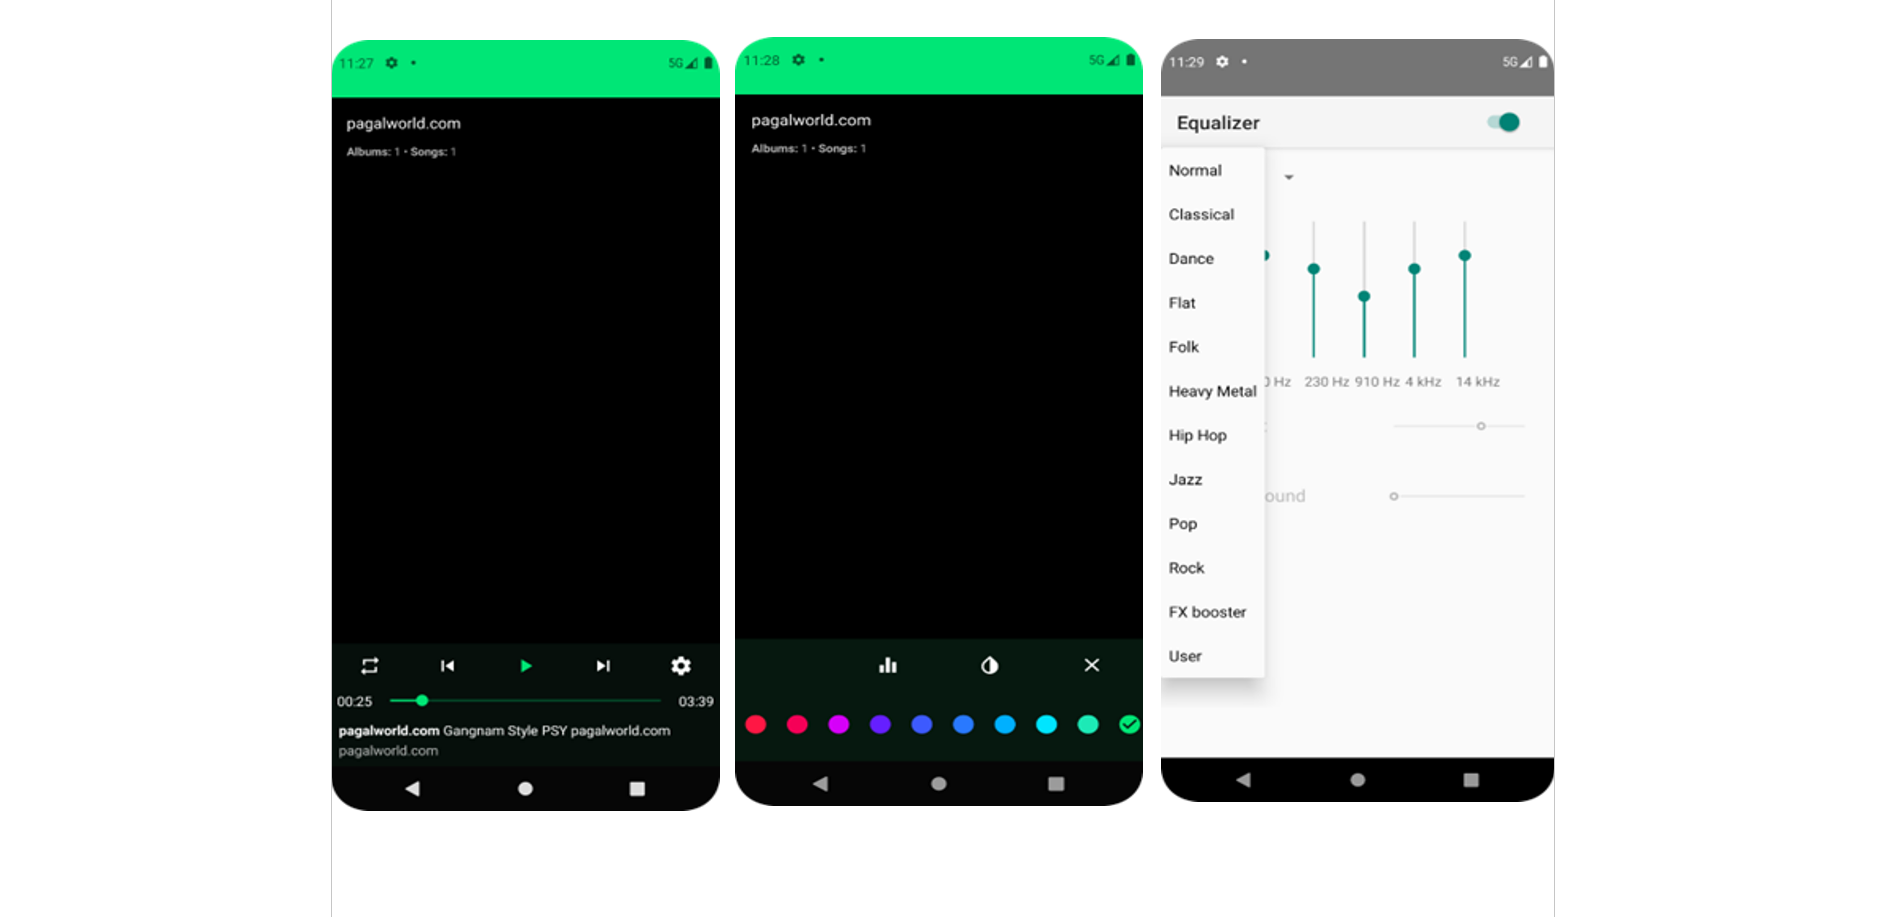 11:27
5G
pagalworld.com
Albums: 1 • Songs: 1
00:25
03:39
pagalworld.com Gangnam Style PSY pagalworld.com
pagalworld.com
11:28
5G
pagalworld.com
Albums: 1 • Songs: 1
11:29
5G
Equalizer
Normal
Classical
Dance
Flat
Folk
Heavy Metal
Hip Hop
Jazz
Pop
Rock
FX booster
User
0 Hz 230 Hz 910 Hz 4 kHz 14 kHz
ound